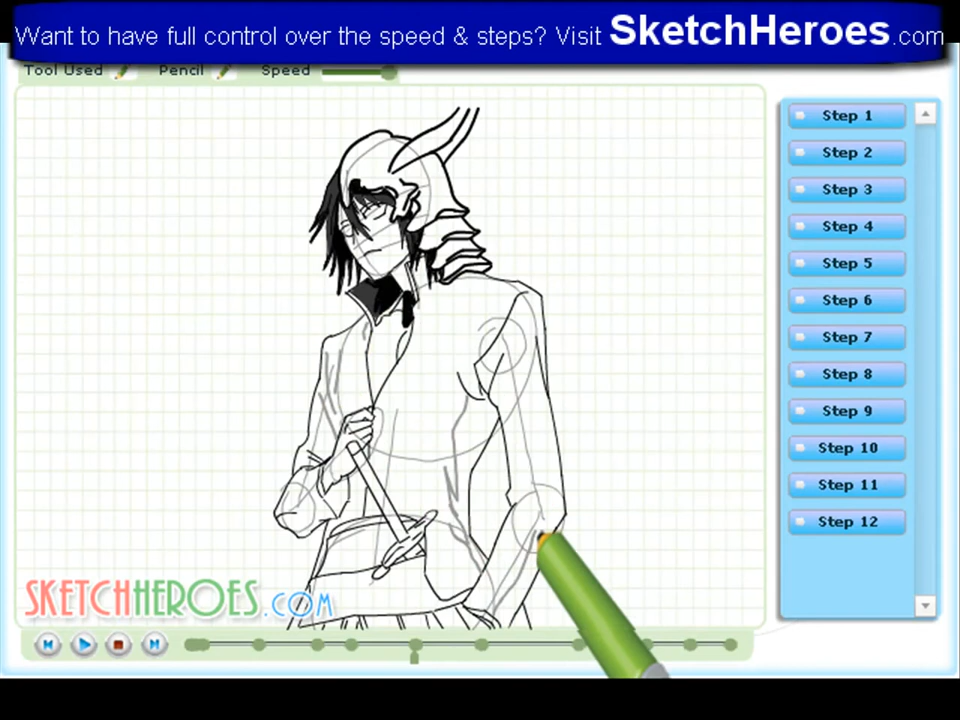 Want to have full control over the speed & steps? Visit SketchHeroes.com
Tool Used Pencil Speed
Step 1
Step 2
Step 3
Step 4
Step 5
Step 6
Step 7
Step 8
Step 9
Step 10
Step 11
Step 12
SKETCHHEROES.COM